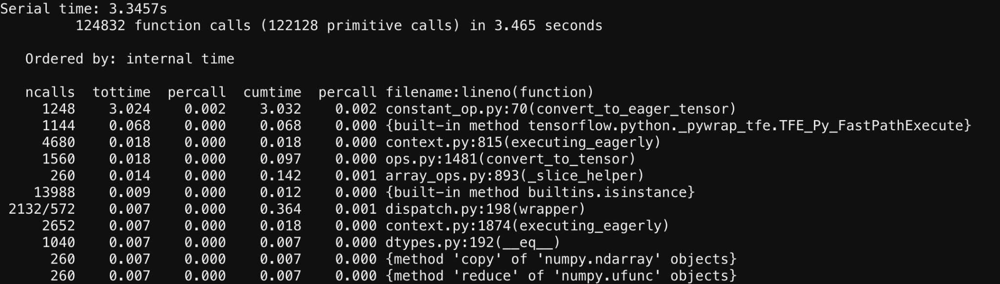 Serial time: 3.3457s
124832 function calls (122128 primitive calls) in 3.465 seconds
Ordered by: internal time
ncalls tottime percall cumtime percall filename:lineno(function)
1248 3.024 0.002 3.032 0.002 constant_op.py:70(convert_to_eager_tensor)
1144 0.068 0.000 0.068 0.000 {built-in method tensorflow.python._pywrap_tfe.TFE_Py_FastPathExecute}
4680 0.018 0.000 0.018 0.000 context.py:815(executing_eagerly)
1560 0.018 0.000 0.097 0.000 ops.py:1481(convert_to_tensor)
260 0.014 0.000 0.142 0.001 array_ops.py:893(_slice_helper)
13988 0.009 0.000 0.012 0.000 {built-in method builtins.isinstance}
2132/572 0.007 0.000 0.364 0.001 dispatch.py:198(wrapper)
2652 0.007 0.000 0.018 0.000 context.py:1874(executing_eagerly)
1040 0.007 0.000 0.007 0.000 dtypes.py:192(__eq__)
260 0.007 0.000 0.007 0.000 {method 'copy' of 'numpy.ndarray' objects}
260 0.007 0.000 0.007 0.000 {method 'reduce' of 'numpy.ufunc' objects}